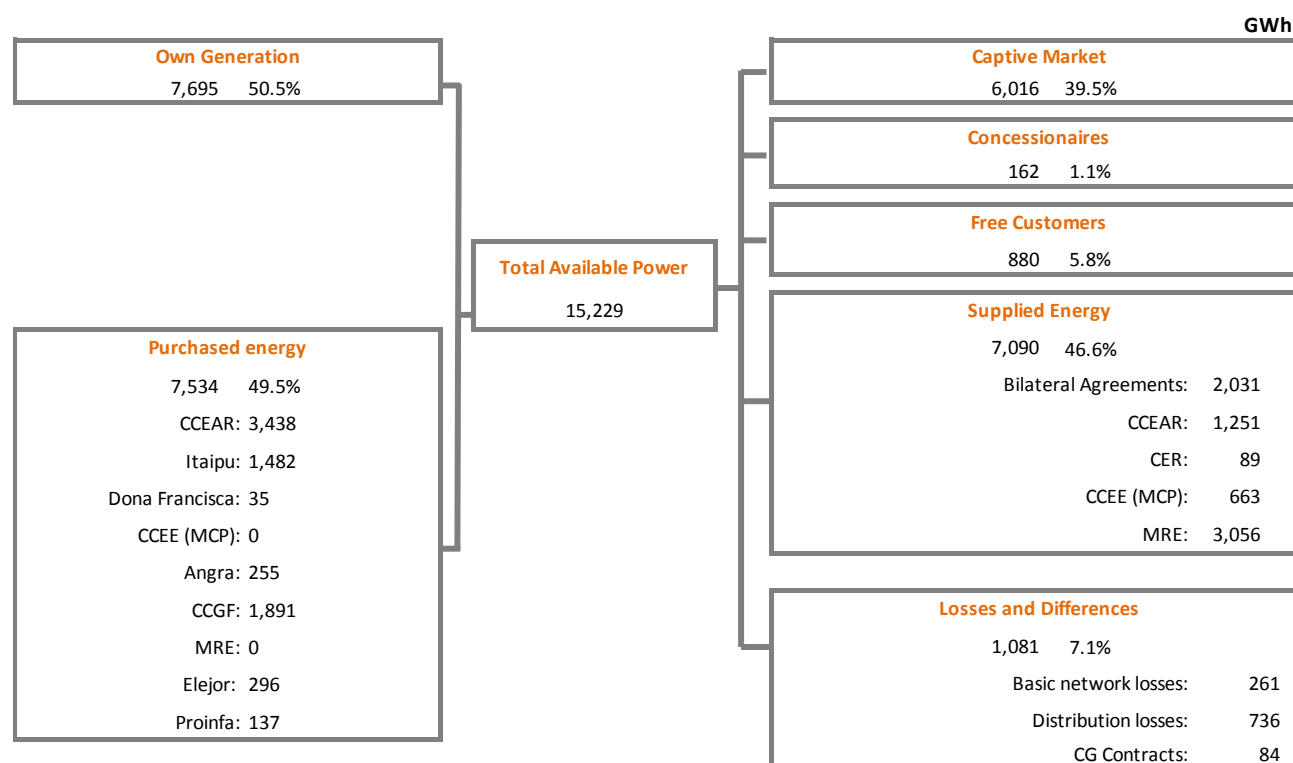 GWh
Own Generation
7,695 50.5%
Purchased energy
7,534 49.5%
CCEAR: 3,438
Itaipu: 1,482
Dona Francisca: 35
CCEE (MCP): 0
Angra: 255
CCGF: 1,891
MRE: 0
Elejor: 296
Proinfa: 137
Total Available Power
15,229
Captive Market
6,016 39.5%
Concessionaires
162 1.1%
Free Customers
880 5.8%
Supplied Energy
7,090 46.6%
Bilateral Agreements: 2,031
CCEAR: 1,251
CER: 89
CCEE (MCP): 663
MRE: 3,056
Losses and Differences
1,081 7.1%
Basic network losses: 261
Distribution losses: 736
CG Contracts: 84